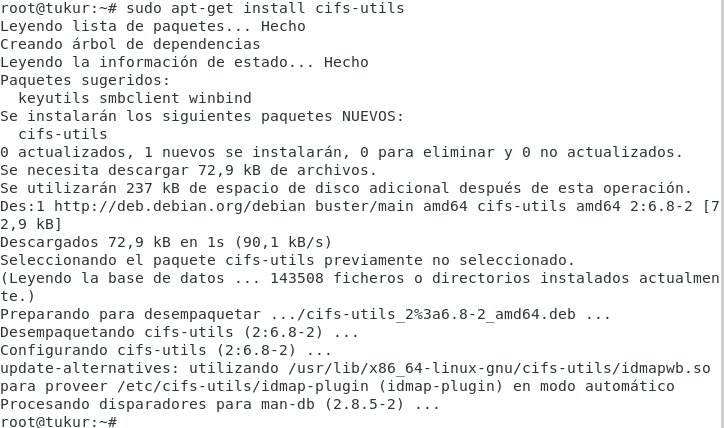 root@tukur:~# sudo apt-get install cifs-utils
Leyendo lista de paquetes... Hecho
Creando árbol de dependencias
Leyendo la información de estado... Hecho
Paquetes sugeridos:
  keyutils smbclient winbind
Se instalarán los siguientes paquetes NUEVOS:
  cifs-utils
0 actualizados, 1 nuevos se instalarán, 0 para eliminar y 0 no actualizados.
Se necesita descargar 72,9 kB de archivos.
Se utilizarán 237 kB de espacio de disco adicional después de esta operación.
Des:1 http://deb.debian.org/debian buster/main amd64 cifs-utils amd64 2:6.8-2 [7
2,9 kB]
Descargados 72,9 kB en 1s (90,1 kB/s)
Seleccionando el paquete cifs-utils previamente no seleccionado.
(Leyendo la base de datos ... 143508 ficheros o directorios instalados actualmen
te.)
Preparando para desempaquetar .../cifs-utils_2%3a6.8-2_amd64.deb ...
Desempaquetando cifs-utils (2:6.8-2) ...
Configurando cifs-utils (2:6.8-2) ...
update-alternatives: utilizando /usr/lib/x86_64-linux-gnu/cifs-utils/idmapwb.so
para proveer /etc/cifs-utils/idmap-plugin (idmap-plugin) en modo automático
Procesando disparadores para man-db (2.8.5-2) ...
root@tukur:~#